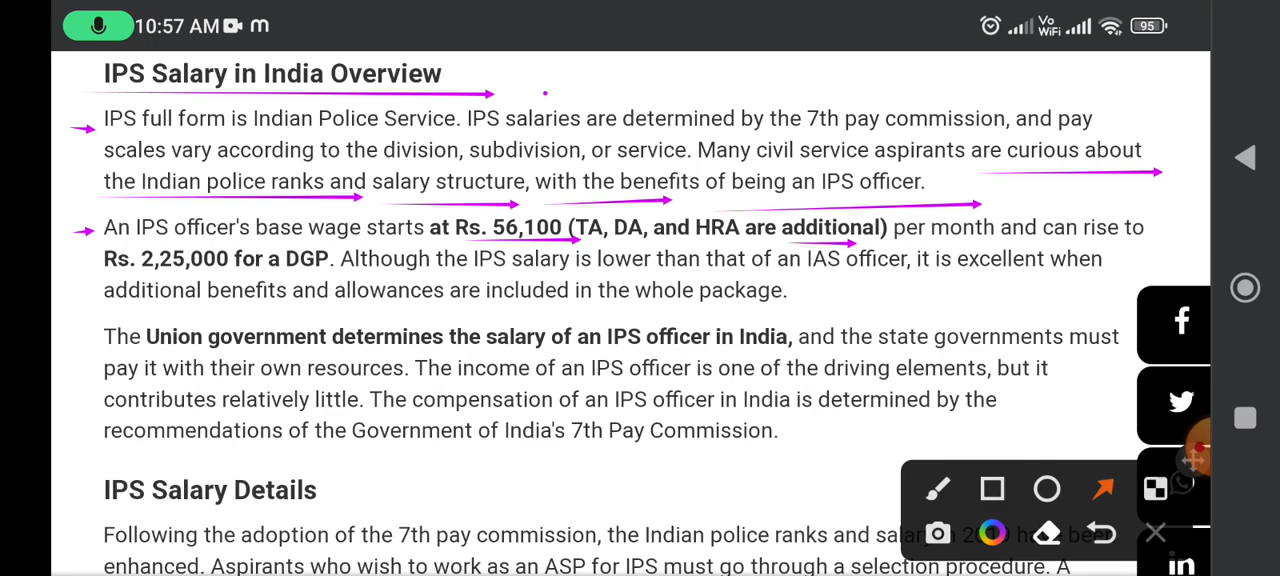 10:57 AM
Vo
WiFi
95
IPS Salary in India Overview
IPS full form is Indian Police Service. IPS salaries are determined by the 7th pay commission, and pay
scales vary according to the division, subdivision, or service. Many civil service aspirants are curious about
the Indian police ranks and salary structure, with the benefits of being an IPS officer.
An IPS officer's base wage starts at Rs. 56,100 (TA, DA, and HRA are additional) per month and can rise to
Rs. 2,25,000 for a DGP. Although the IPS salary is lower than that of an IAS officer, it is excellent when
additional benefits and allowances are included in the whole package.
The Union government determines the salary of an IPS officer in India, and the state governments must
pay it with their own resources. The income of an IPS officer is one of the driving elements, but it
contributes relatively little. The compensation of an IPS officer in India is determined by the
recommendations of the Government of India's 7th Pay Commission.
IPS Salary Details
Following the adoption of the 7th pay commission, the Indian police ranks and salary in 2019 have been
enhanced. Aspirants who wish to work as an ASP for IPS must go through a selection procedure. A